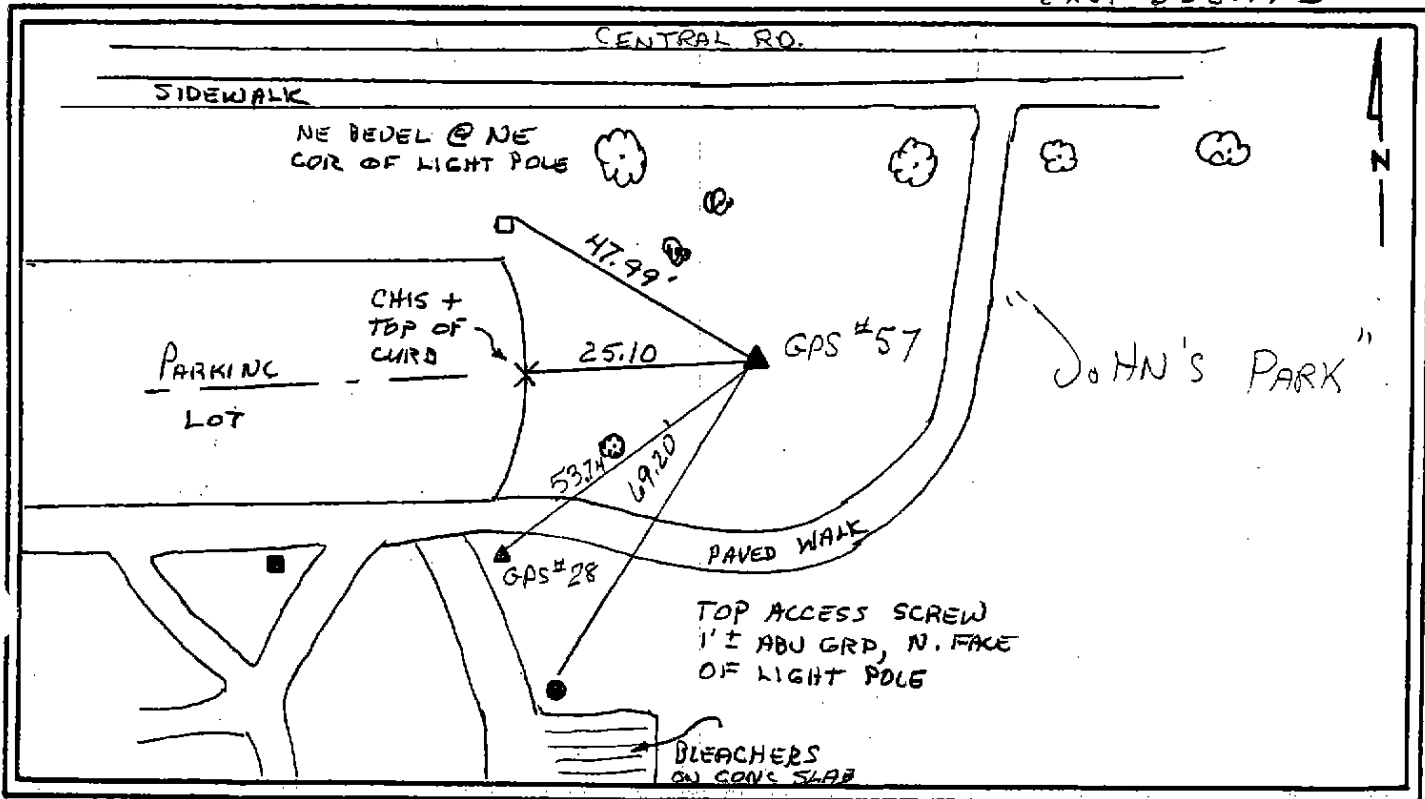 CENTRAL RD.
SIDEWALK
NE BEVEL @ NE
COR OF LIGHT POLE
N
47.99'
CHIS +
TOP OF
CURB
25.10
GPS #57
"JOHN'S PARK"
PARKING
LOT
53.74
69.20'
PAVED WALK
GPS #28
TOP ACCESS SCREW
1' ± ABV GRD, N. FACE
OF LIGHT POLE
BLEACHERS
ON CONC SLAB